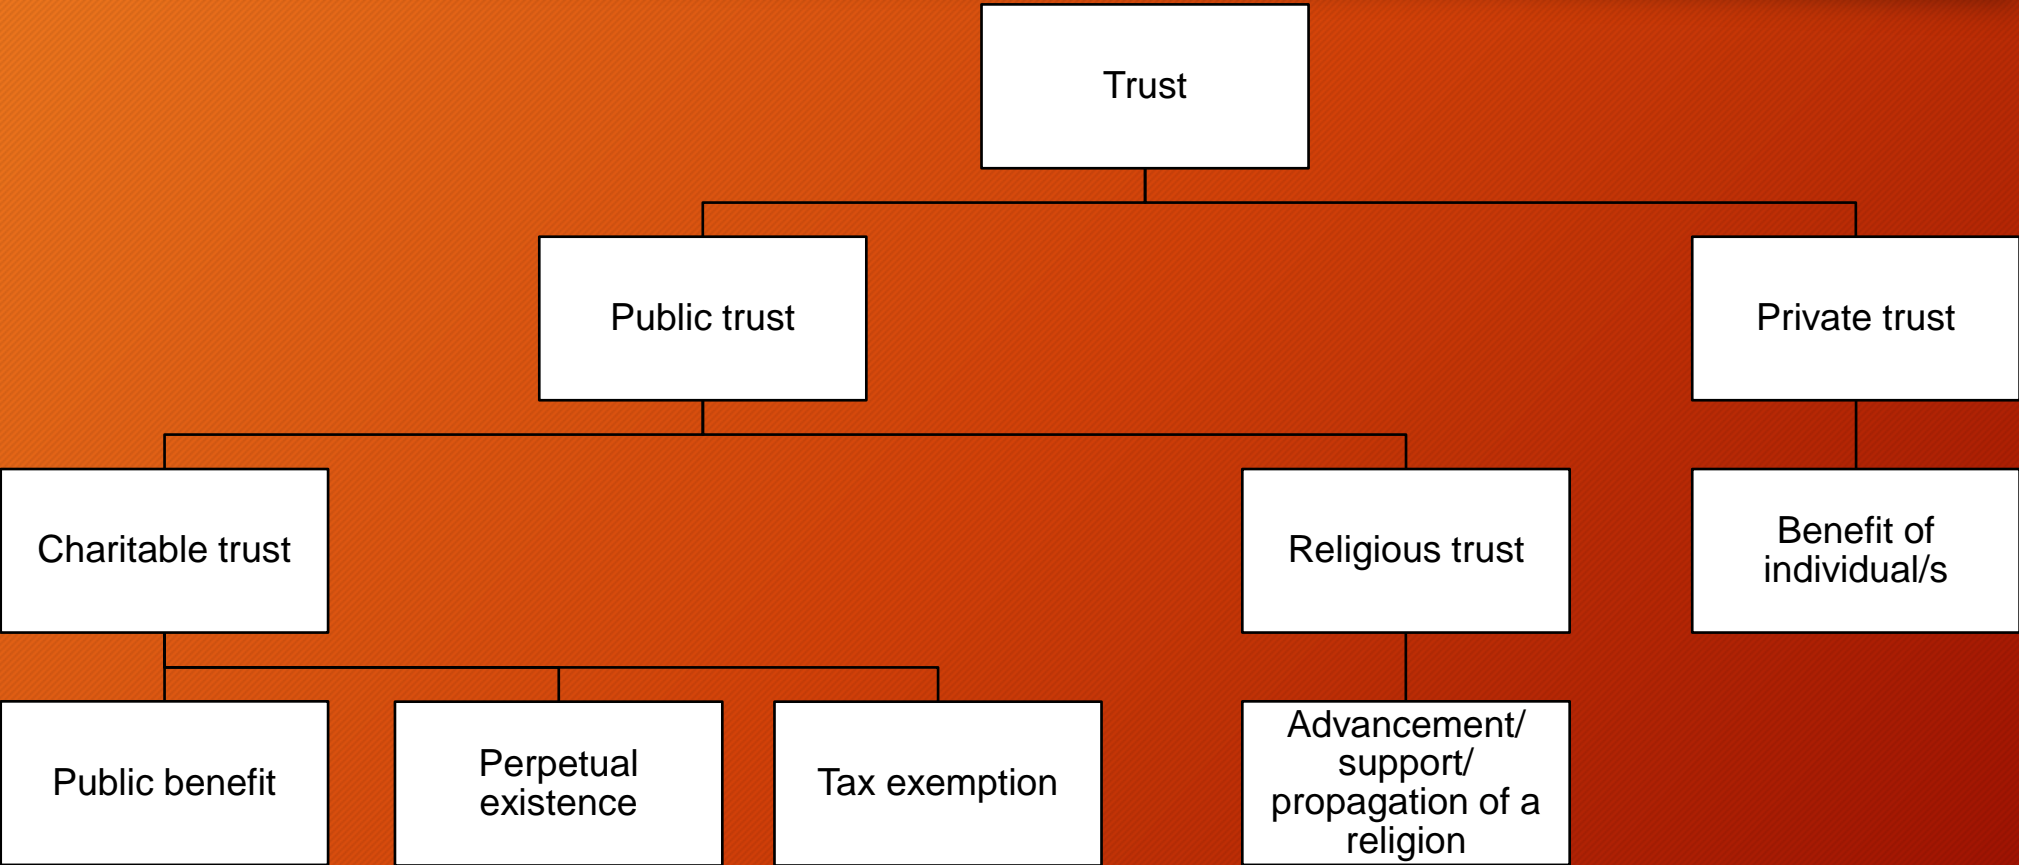 Trust
Public trust
Private trust
Charitable trust
Religious trust
Benefit of
individual/s
Public benefit
Perpetual
existence
Tax exemption
Advancement/
support/
propagation of a
religion